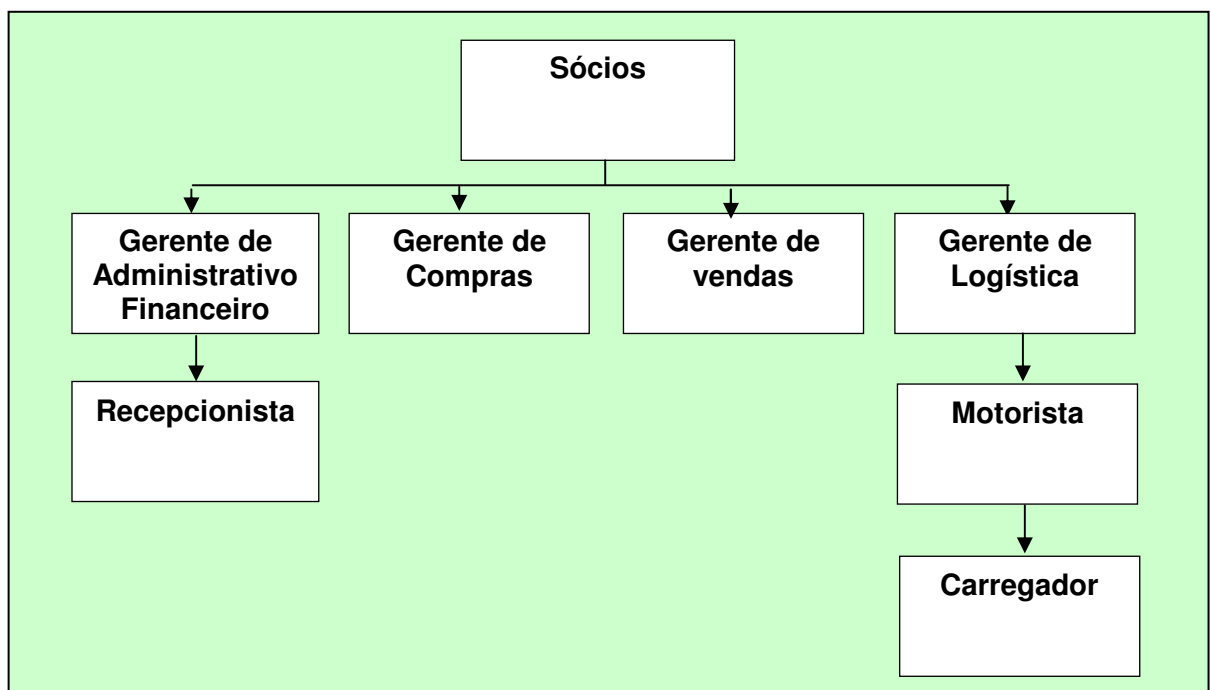 Sócios
Gerente de
Administrativo
Financeiro
Gerente de
Compras
Gerente de
vendas
Gerente de
Logística
Recepcionista
Motorista
Carregador